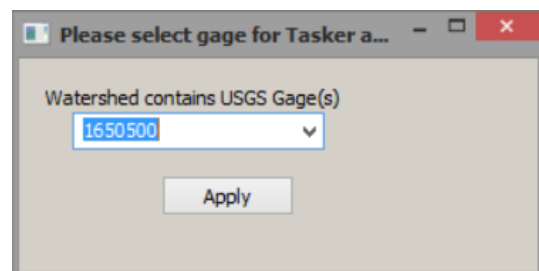 Please select gage for Tasker a...
Watershed contains USGS Gage(s)
1650500
Apply